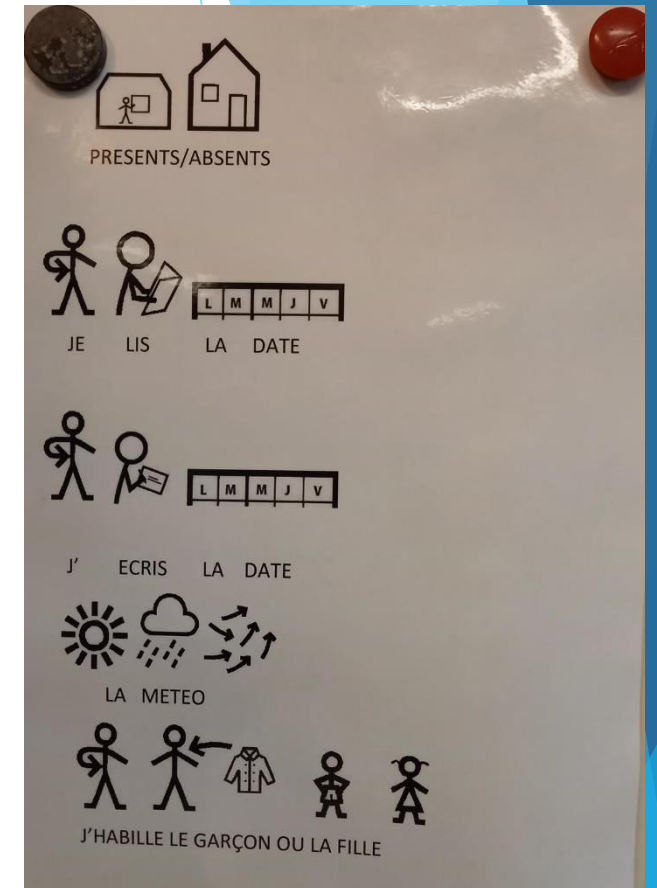 PRESENTS/ABSENTS
L M M J V
JE LIS LA DATE
L M M J V
J' ECRIS LA DATE
LA METEO
J'HABILLE LE GARÇON OU LA FILLE